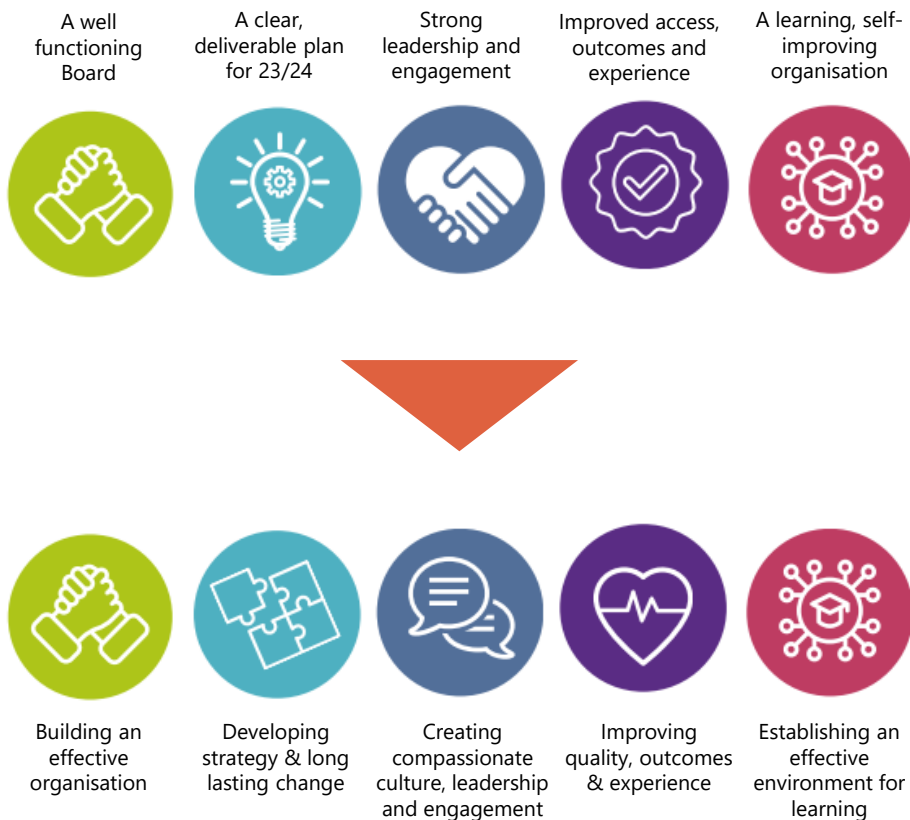 A well
functioning
Board
A clear,
deliverable plan
for 23/24
Strong
leadership and
engagement
Improved access,
outcomes and
experience
A learning, self-
improving
organisation
Building an
effective
organisation
Developing
strategy & long
lasting change
Creating
compassionate
culture, leadership
and engagement
Improving
quality, outcomes
& experience
Establishing an
effective
environment for
learning